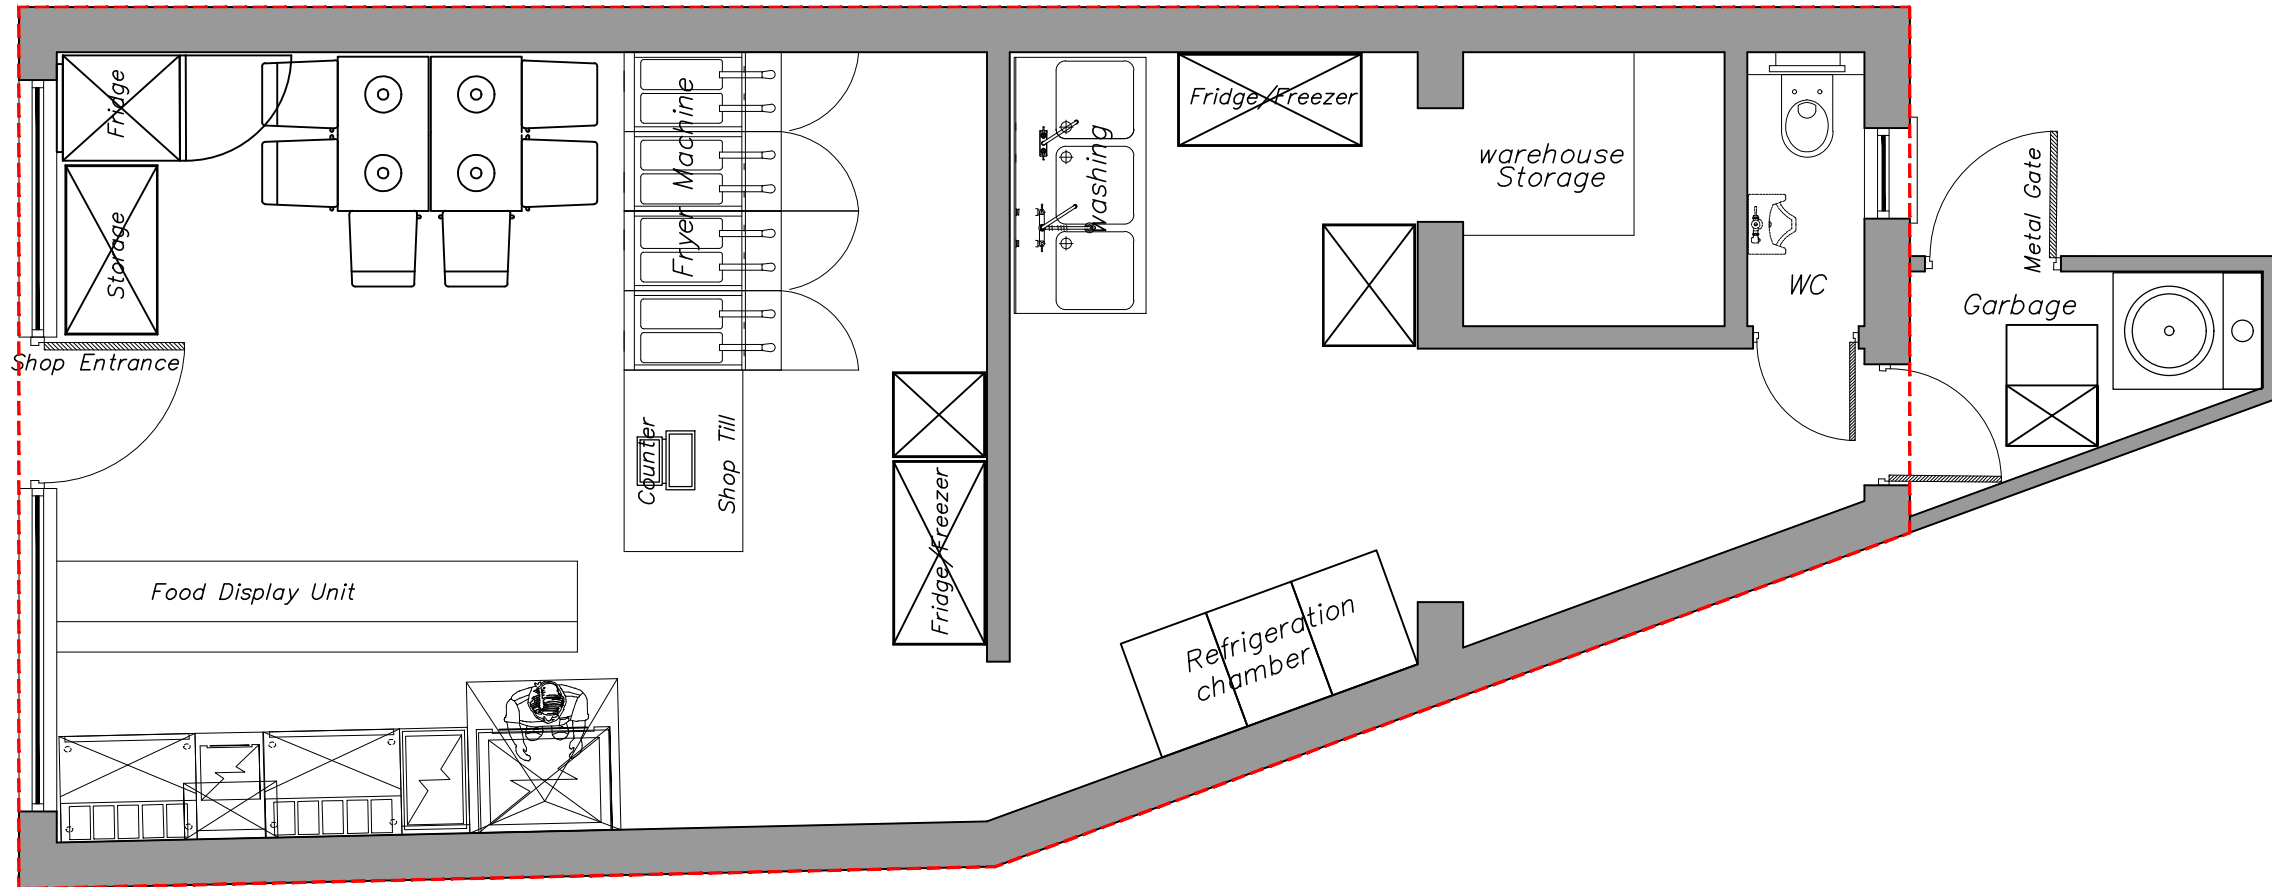 Fridge
Storage
Shop Entrance
Fryer Machine
Counter
Shop Till
Fridge/Freezer
Food Display Unit
washing
Fridge/Freezer
warehouse
Storage
WC
Metal Gate
Garbage
Refrigeration
chamber